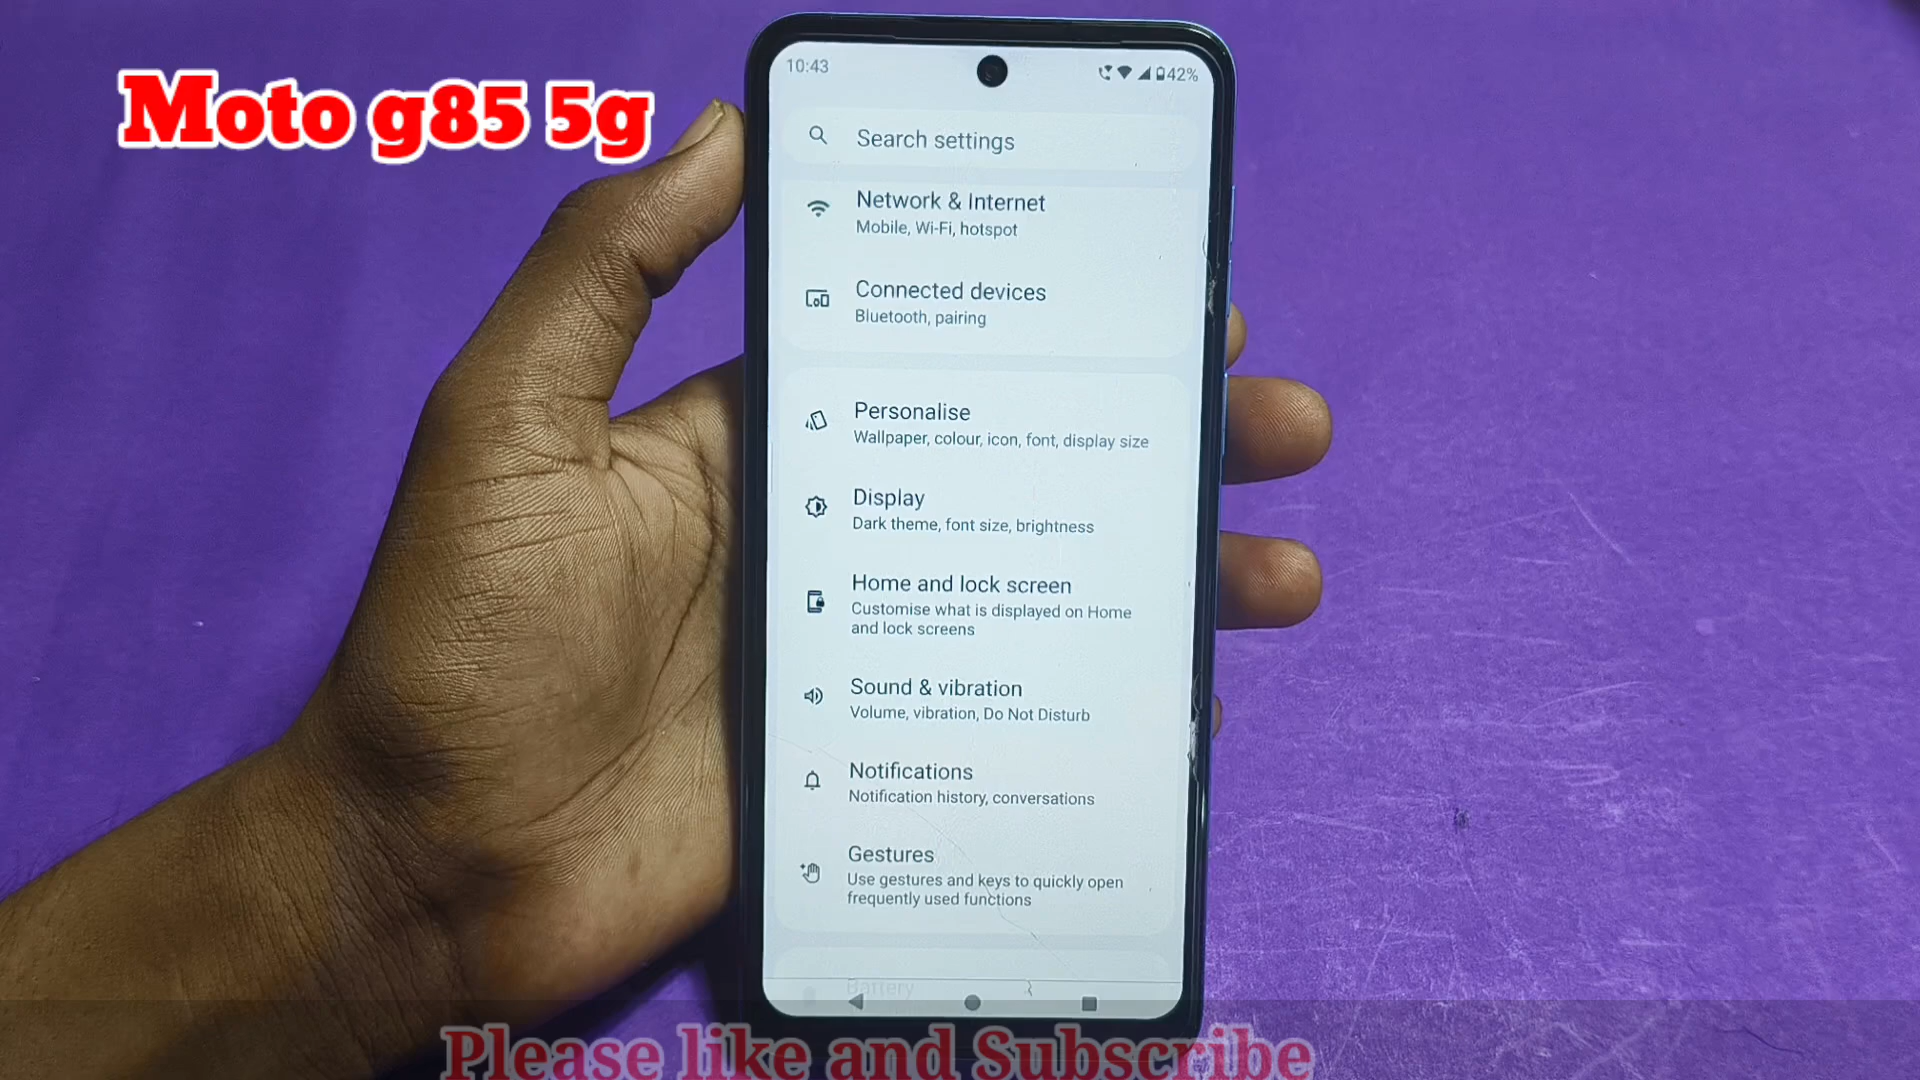 Moto g85 5g
10:43
42%
Search settings
Network & Internet
Mobile, Wi-Fi, hotspot
Connected devices
Bluetooth, pairing
Personalise
Wallpaper, colour, icon, font, display size
Display
Dark theme, font size, brightness
Home and lock screen
Customise what is displayed on Home
and lock screens
Sound & vibration
Volume, vibration, Do Not Disturb
Notifications
Notification history, conversations
Gestures
Use gestures and keys to quickly open
frequently used functions
Battery
Please like and Subscribe